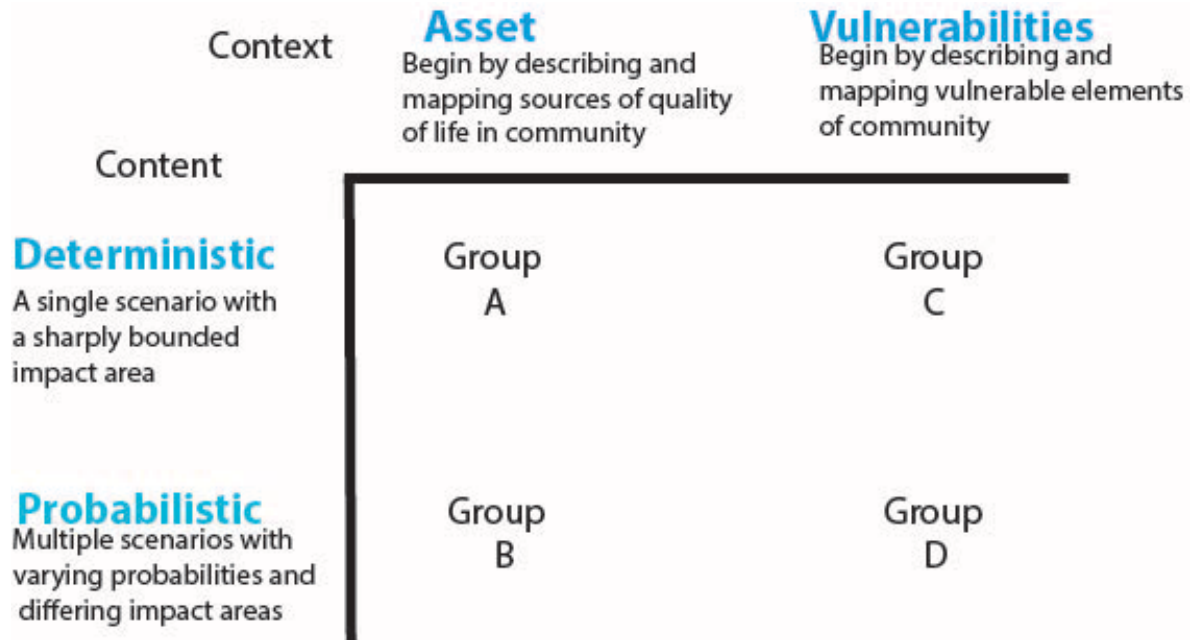 Context
Asset
Begin by describing and
mapping sources of quality
of life in community
Vulnerabilities
Begin by describing and
mapping vulnerable elements
of community
Content
Deterministic
A single scenario with
a sharply bounded
impact area
Group
A
Group
C
Probabilistic
Multiple scenarios with
varying probabilities and
differing impact areas
Group
B
Group
D